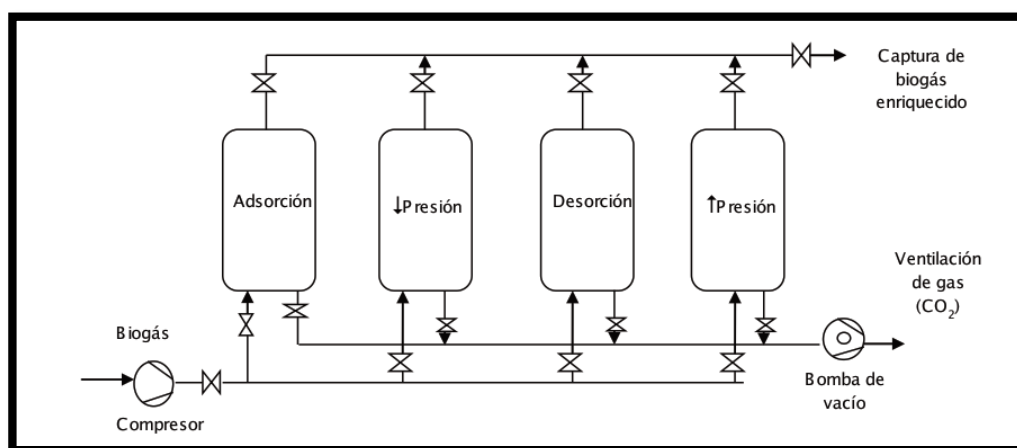 Captura de
biogás
enriquecido
Adsorción
↓Presión
Desorción
↑Presión
Ventilación
de gas
(CO₂)
Biogás
Compresor
Bomba de
vacío